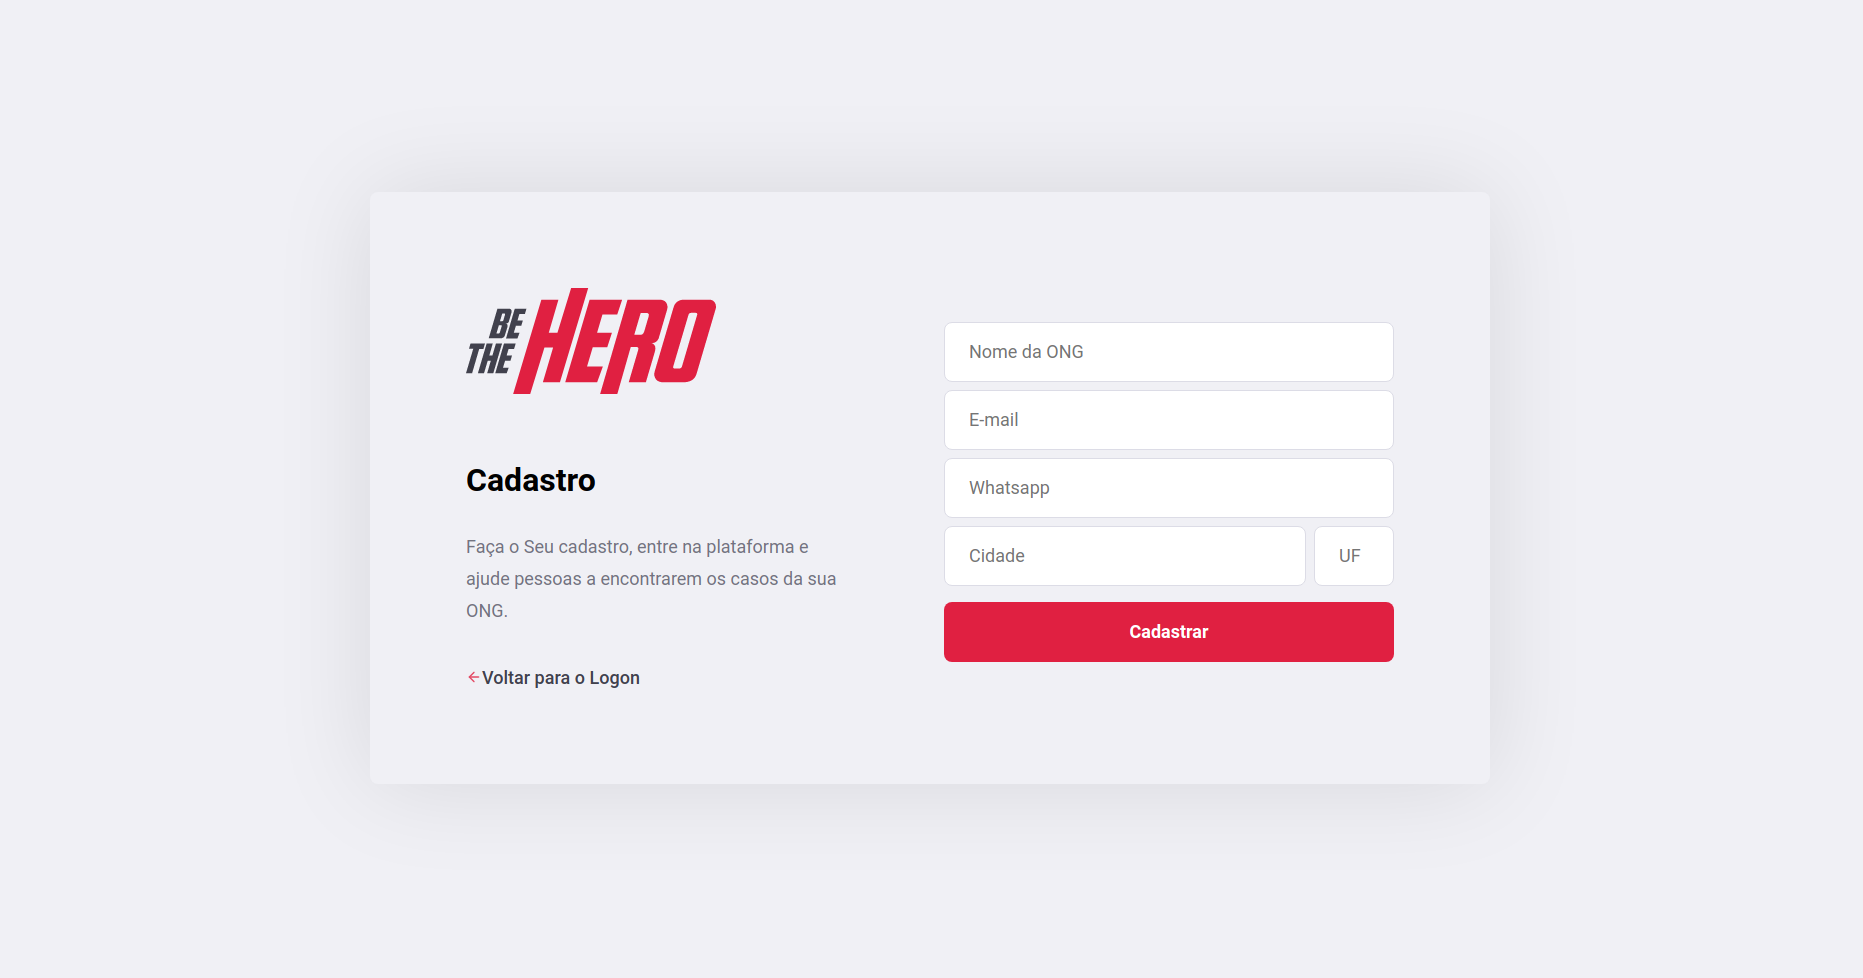 BE
THE
HERO
Cadastro
Faça o Seu cadastro, entre na plataforma e
ajude pessoas a encontrarem os casos da sua
ONG.
Voltar para o Logon
Nome da ONG
E-mail
Whatsapp
Cidade
UF
Cadastrar